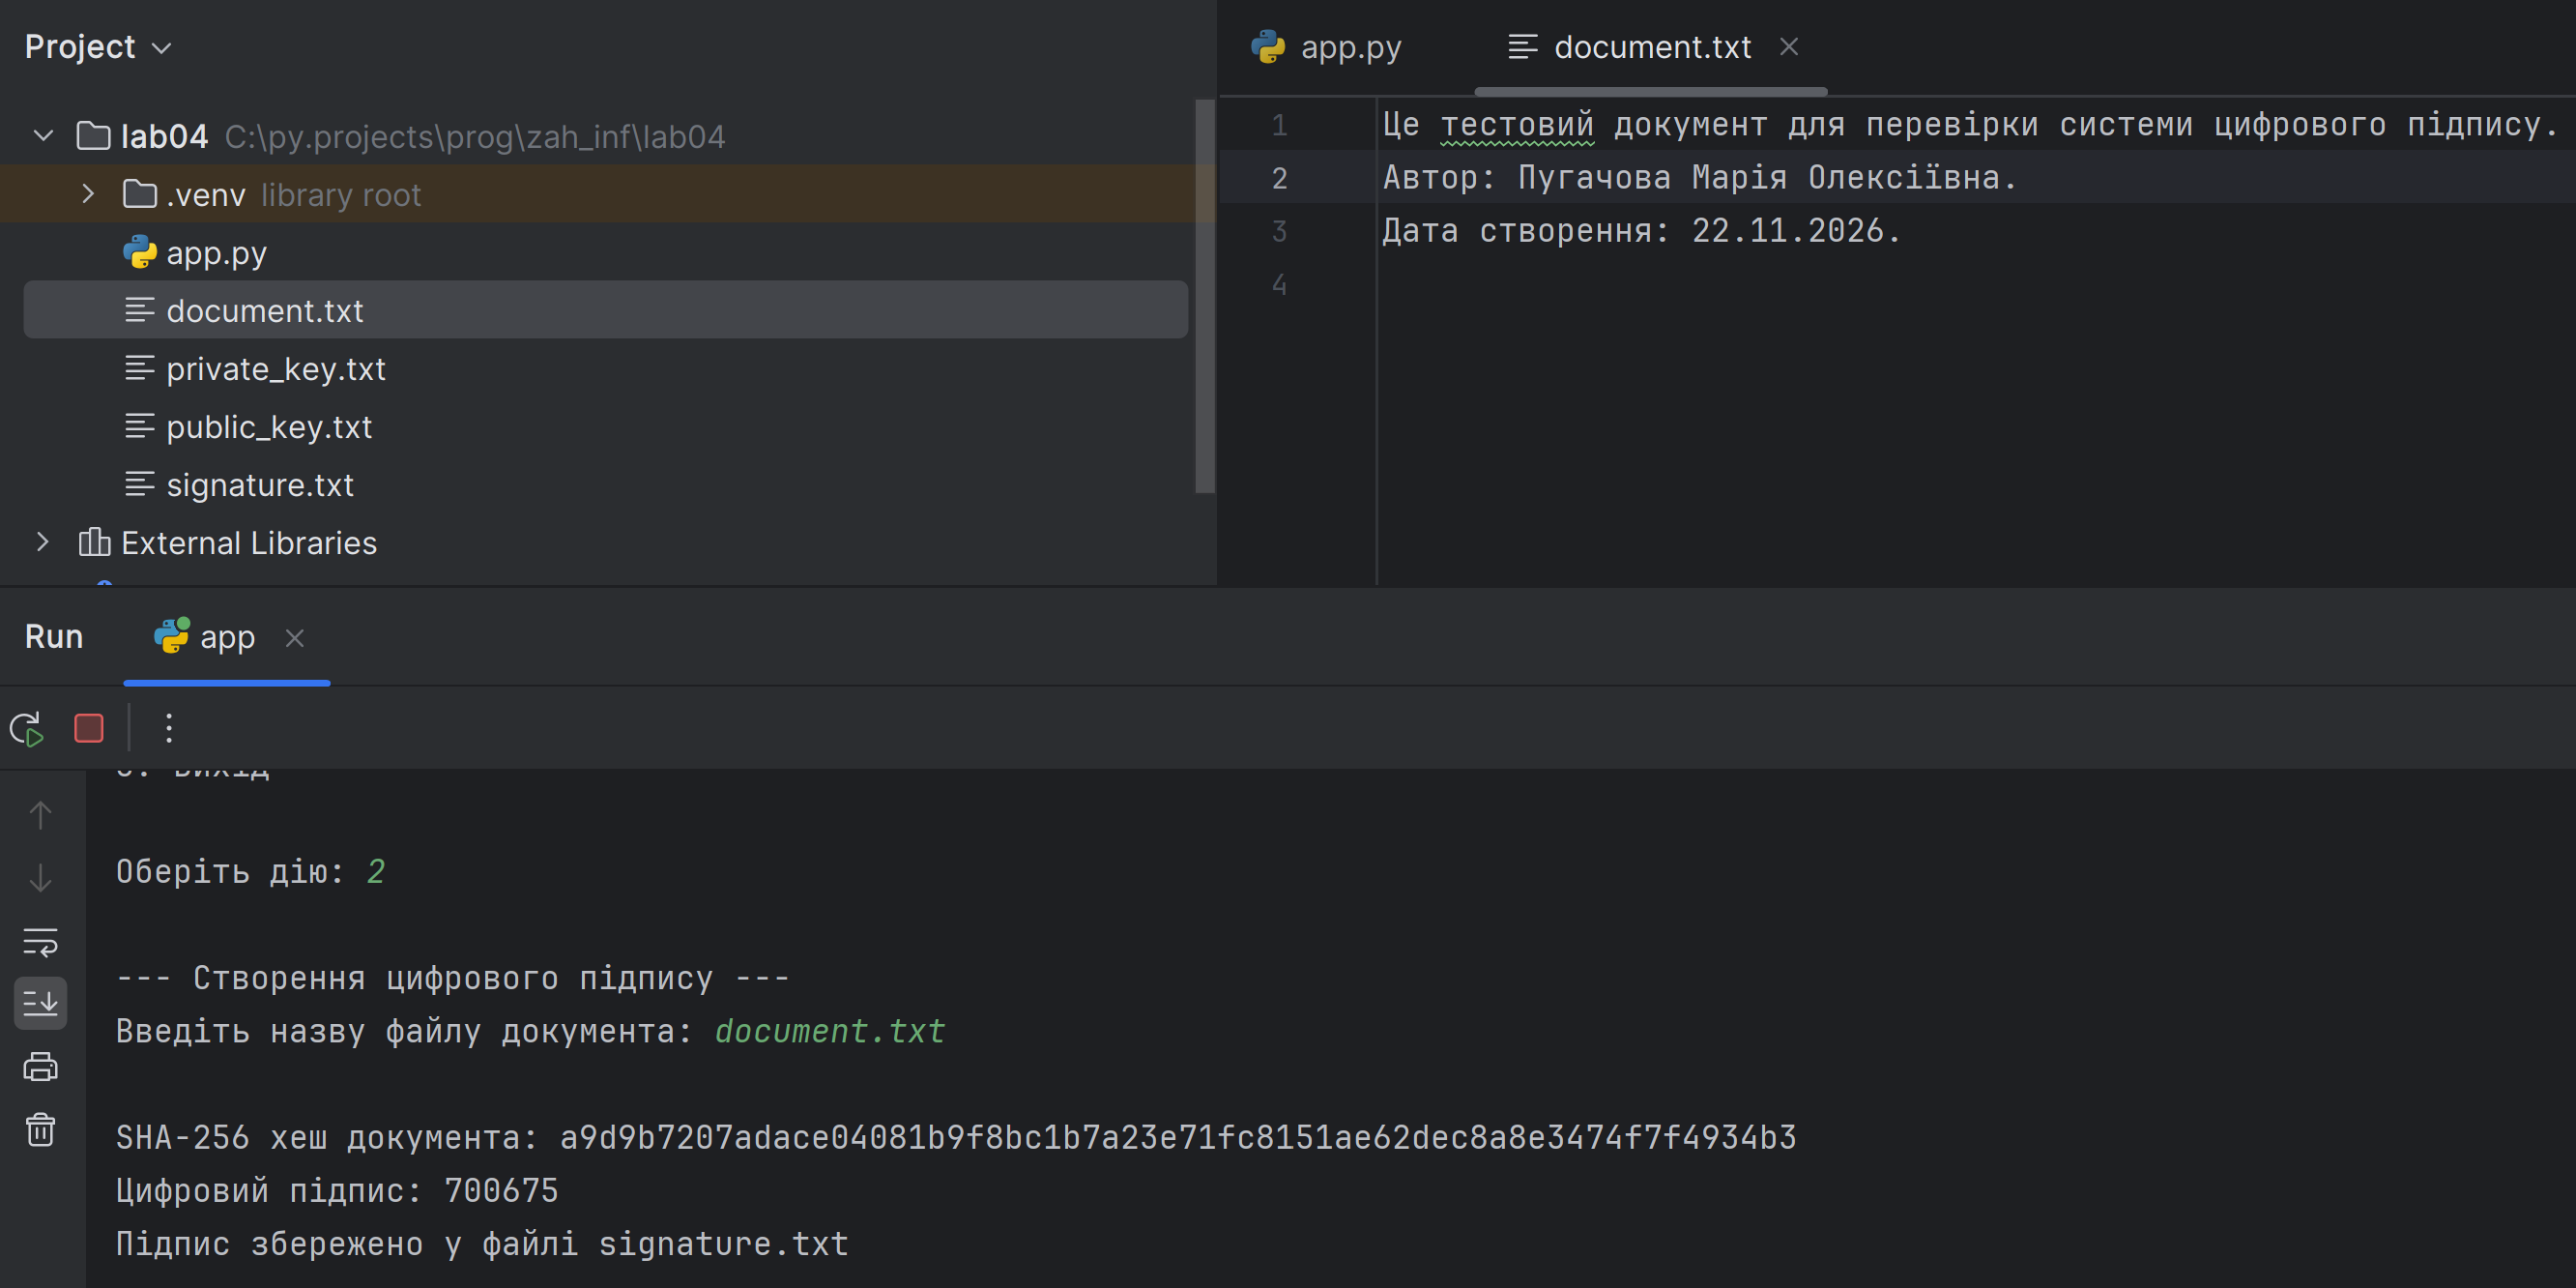 Project
lab04 C:\py.projects\prog\zah_inf\lab04
.venv library root
app.py
document.txt
private_key.txt
public_key.txt
signature.txt
External Libraries
app.py
document.txt
1 Це тестовий документ для перевірки системи цифрового підпису.
2 Автор: Пугачова Марія Олексіївна.
3 Дата створення: 22.11.2026.
4
Run
app
Оберіть дію: 2
--- Створення цифрового підпису ---
Введіть назву файлу документа: document.txt
SHA-256 хеш документа: a9d9b7207adace04081b9f8bc1b7a23e71fc8151ae62dec8a8e3474f7f4934b3
Цифровий підпис: 700675
Підпис збережено у файлі signature.txt